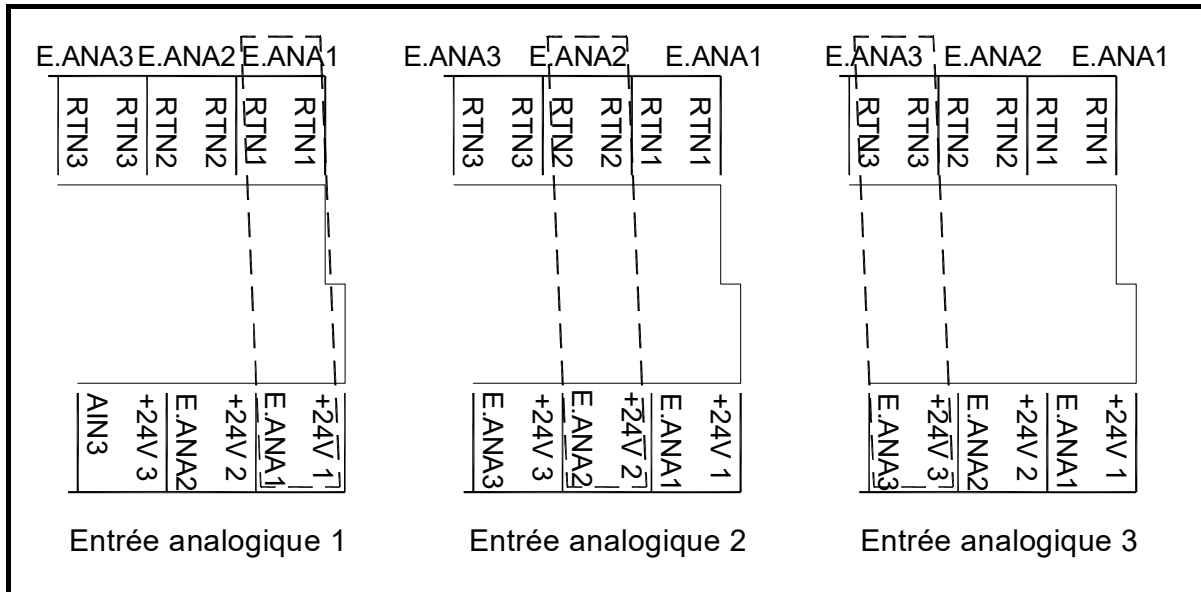 E.ANA3 E.ANA2 E.ANA1
RTN3 RTN3 RTN2 RTN2 RTN1 RTN1
AIN3 +24V 3 E.ANA2 +24V 2 E.ANA1 +24V 1
Entrée analogique 1
E.ANA3 E.ANA2 E.ANA1
RTN3 RTN3 RTN2 RTN2 RTN1 RTN1
E.ANA3 +24V 3 E.ANA2 +24V 2 E.ANA1 +24V 1
Entrée analogique 2
E.ANA3 E.ANA2 E.ANA1
RTN3 RTN3 RTN2 RTN2 RTN1 RTN1
E.ANA3 +24V 3 E.ANA2 +24V 2 E.ANA1 +24V 1
Entrée analogique 3